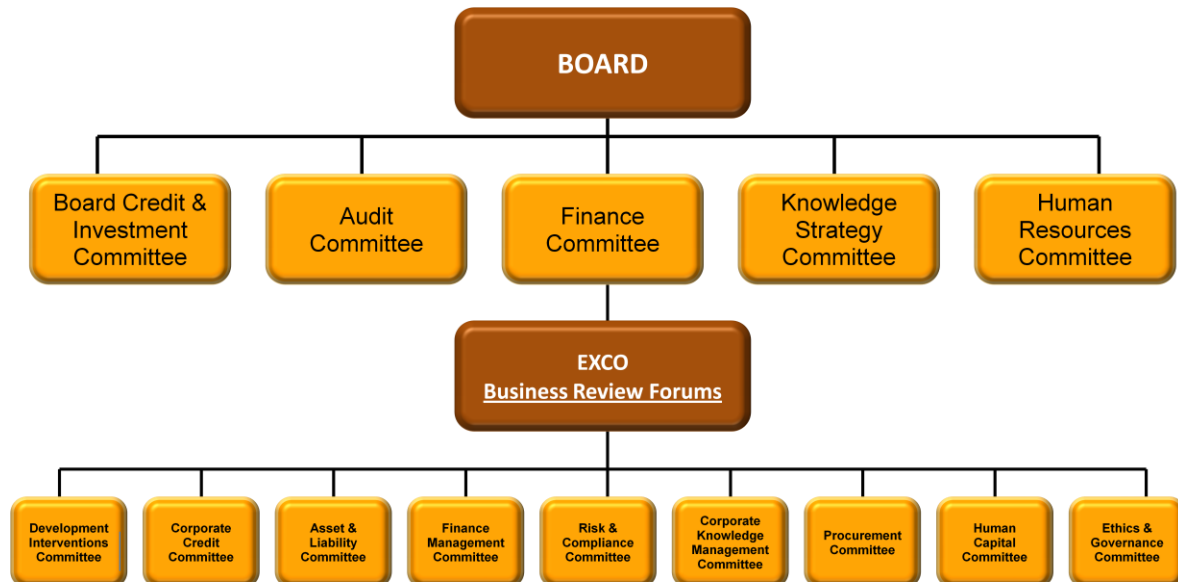 BOARD
Board Credit &
Investment
Committee
Audit
Committee
Finance
Committee
Knowledge
Strategy
Committee
Human
Resources
Committee
EXCO
Business Review Forums
Development
Interventions
Committee
Corporate
Credit
Committee
Asset &
Liability
Committee
Finance
Management
Committee
Risk &
Compliance
Committee
Corporate
Knowledge
Management
Committee
Procurement
Committee
Human
Capital
Committee
Ethics &
Governance
Committee